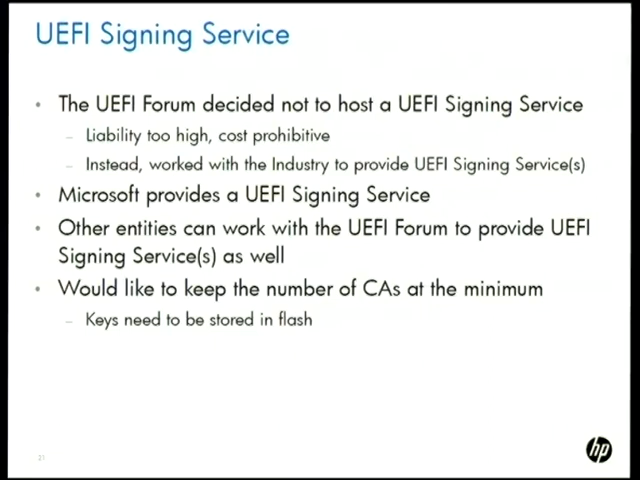 UEFI Signing Service
• The UEFI Forum decided not to host a UEFI Signing Service
– Liability too high, cost prohibitive
– Instead, worked with the Industry to provide UEFI Signing Service(s)
• Microsoft provides a UEFI Signing Service
• Other entities can work with the UEFI Forum to provide UEFI
Signing Service(s) as well
• Would like to keep the number of CAs at the minimum
– Keys need to be stored in flash
21
hp